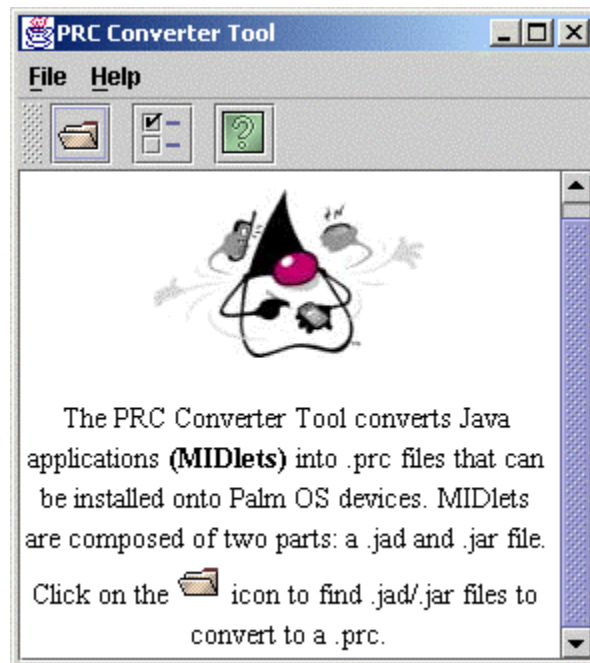 PRC Converter Tool
File Help
The PRC Converter Tool converts Java
applications (MIDlets) into .prc files that can
be installed onto Palm OS devices. MIDlets
are composed of two parts: a .jad and .jar file.
Click on the icon to find .jad/.jar files to
convert to a .prc.